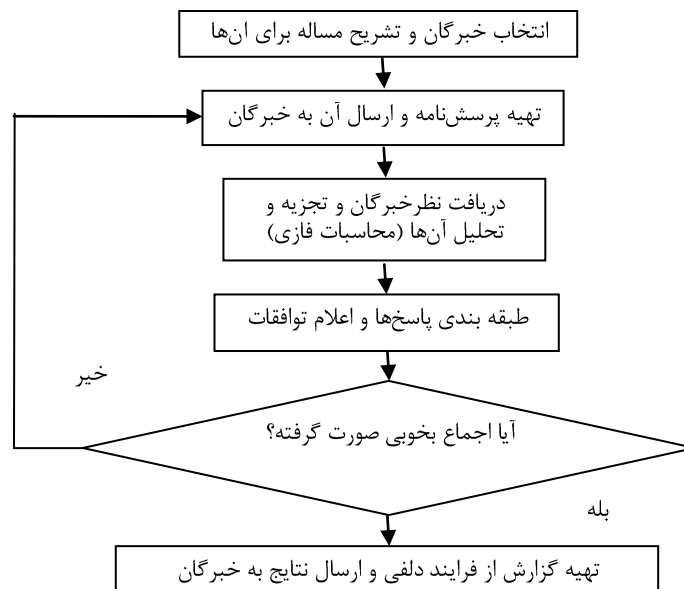 انتخاب خبرگان و تشریح مساله برای ان‌ها
تهیه پرسش‌نامه و ارسال آن به خبرگان
دریافت نظرخبرگان و تجزیه و
تحلیل آن‌ها (محاسبات فازی)
طبقه بندی پاسخ‌ها و اعلام توافقات
خیر
آیا اجماع بخوبی صورت گرفته؟
بله
تهیه گزارش از فرایند دلفی و ارسال نتایج به خبرگان